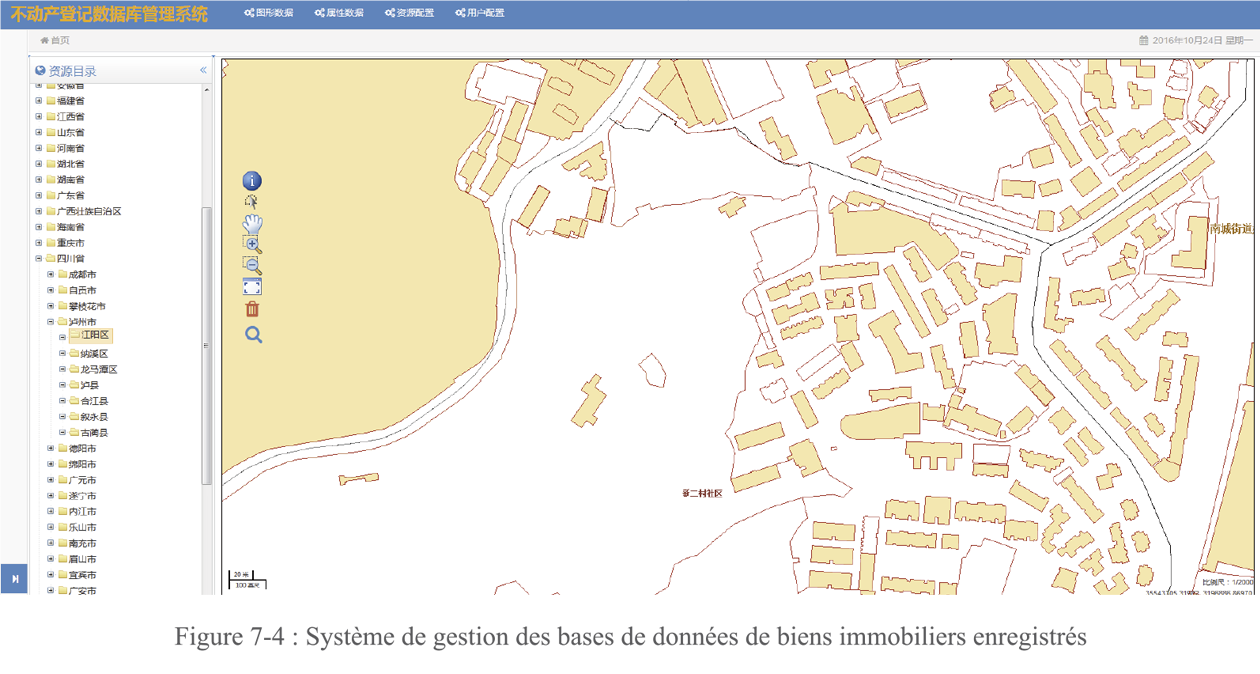 不动产登记数据库管理系统
图形数据 属性数据 资源配置 用户配置
首页
2016年10月24日 星期一
资源目录
安徽省
福建省
江西省
山东省
河南省
湖北省
湖南省
广东省
广西壮族自治区
海南省
重庆市
四川省
成都市
自贡市
攀枝花市
泸州市
江阳区
纳溪区
龙马潭区
泸县
合江县
叙永县
古蔺县
德阳市
绵阳市
广元市
遂宁市
内江市
乐山市
南充市
眉山市
宜宾市
广安市
南城街道
二村社区
20 米
100 英尺
比例尺：1/2000
Figure 7-4 : Système de gestion des bases de données de biens immobiliers enregistrés